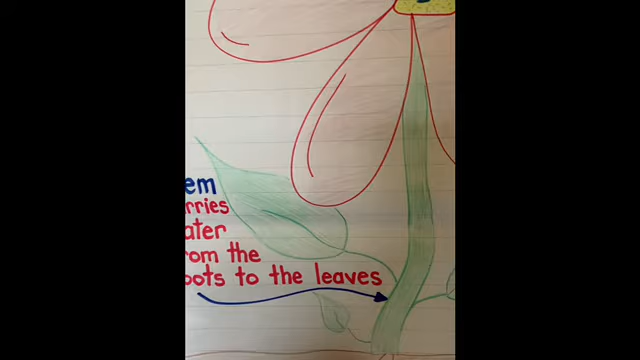 em
rries
ater
rom the
oots to the leaves